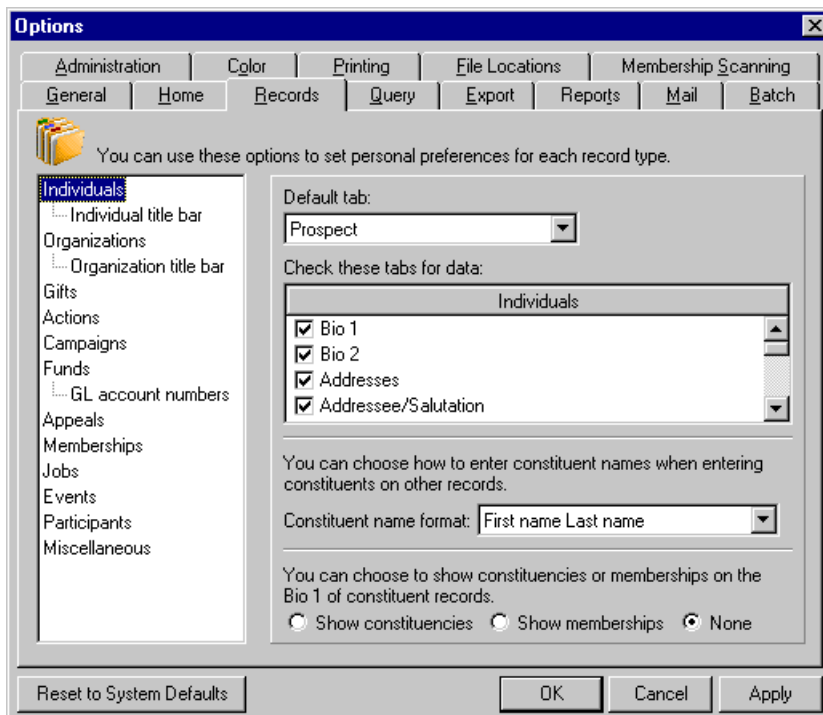 Options
Administration Color Printing File Locations Membership Scanning
General Home Records Query Export Reports Mail Batch
You can use these options to set personal preferences for each record type.
Individuals
Individual title bar
Organizations
Organization title bar
Gifts
Actions
Campaigns
Funds
GL account numbers
Appeals
Memberships
Jobs
Events
Participants
Miscellaneous
Default tab:
Prospect
Check these tabs for data:
Individuals
Bio 1
Bio 2
Addresses
Addressee/Salutation
You can choose how to enter constituent names when entering
constituents on other records.
Constituent name format: First name Last name
You can choose to show constituencies or memberships on the
Bio 1 of constituent records.
Show constituencies Show memberships None
Reset to System Defaults OK Cancel Apply